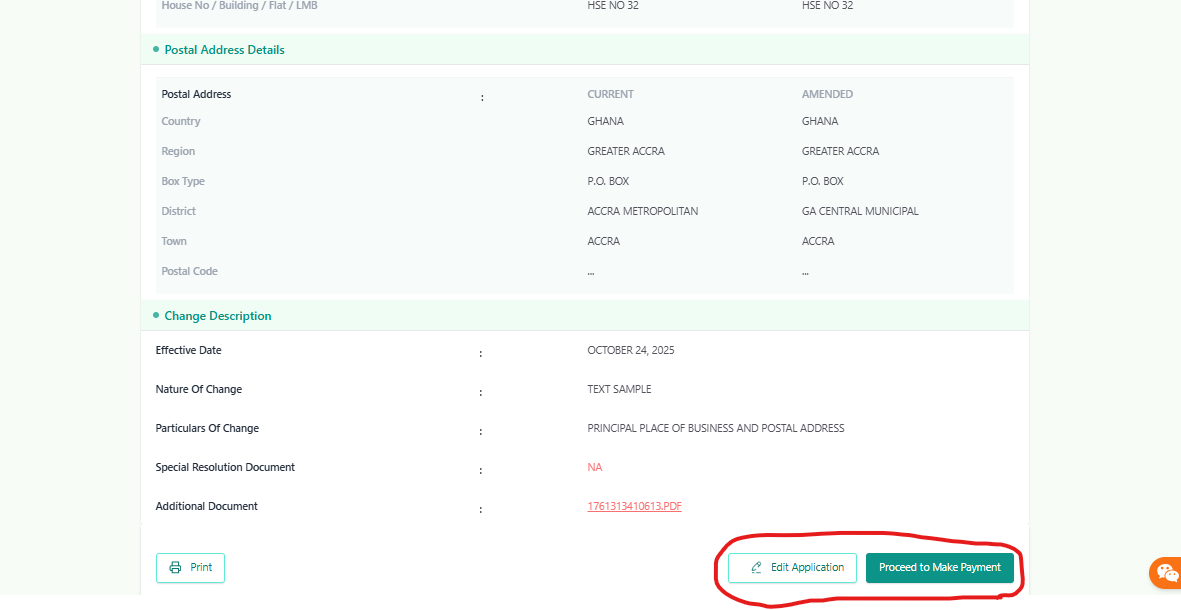 House No / Building / Flat / LMB HSE NO 32 HSE NO 32
Postal Address Details
Postal Address : CURRENT AMENDED
Country GHANA GHANA
Region GREATER ACCRA GREATER ACCRA
Box Type P.O. BOX P.O. BOX
District ACCRA METROPOLITAN GA CENTRAL MUNICIPAL
Town ACCRA ACCRA
Postal Code ... ...
Change Description
Effective Date : OCTOBER 24, 2025
Nature Of Change : TEXT SAMPLE
Particulars Of Change : PRINCIPAL PLACE OF BUSINESS AND POSTAL ADDRESS
Special Resolution Document : NA
Additional Document : 1761313410613.PDF
Print Edit Application Proceed to Make Payment